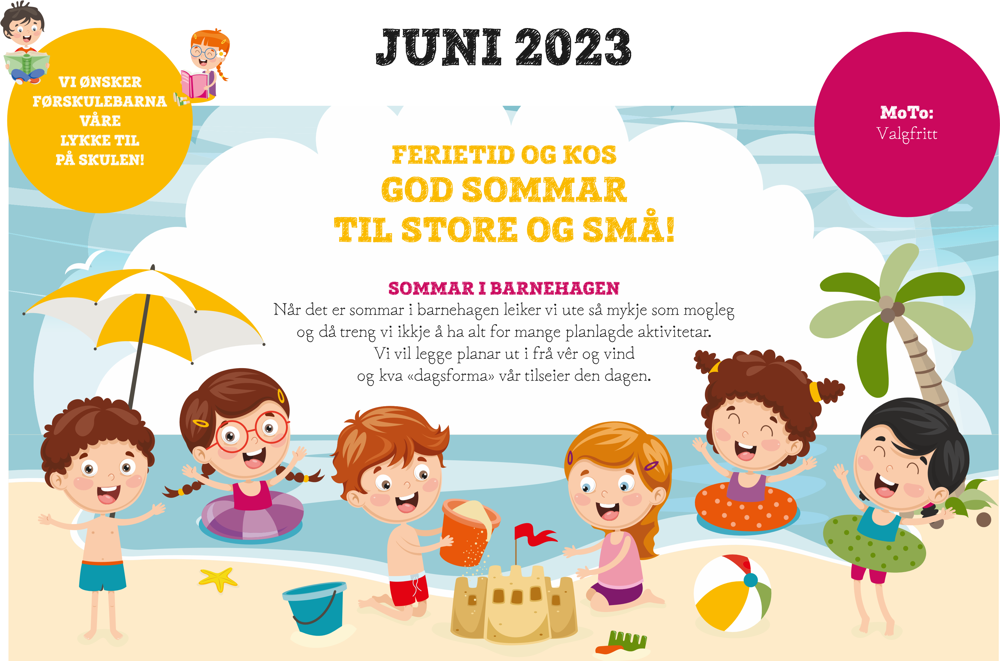 JUNI 2023
VI ØNSKER
FØRSKULEBARNA
VÅRE
LYKKE TIL
PÅ SKULEN!
MoTo:
Valgfritt
FERIETID OG KOS
GOD SOMMAR
TIL STORE OG SMÅ!
SOMMAR I BARNEHAGEN
Når det er sommar i barnehagen leiker vi ute så mykje som mogleg
og då treng vi ikkje å ha alt for mange planlagde aktivitetar.
Vi vil legge planar ut i frå vêr og vind
og kva «dagsforma» vår tilseier den dagen.